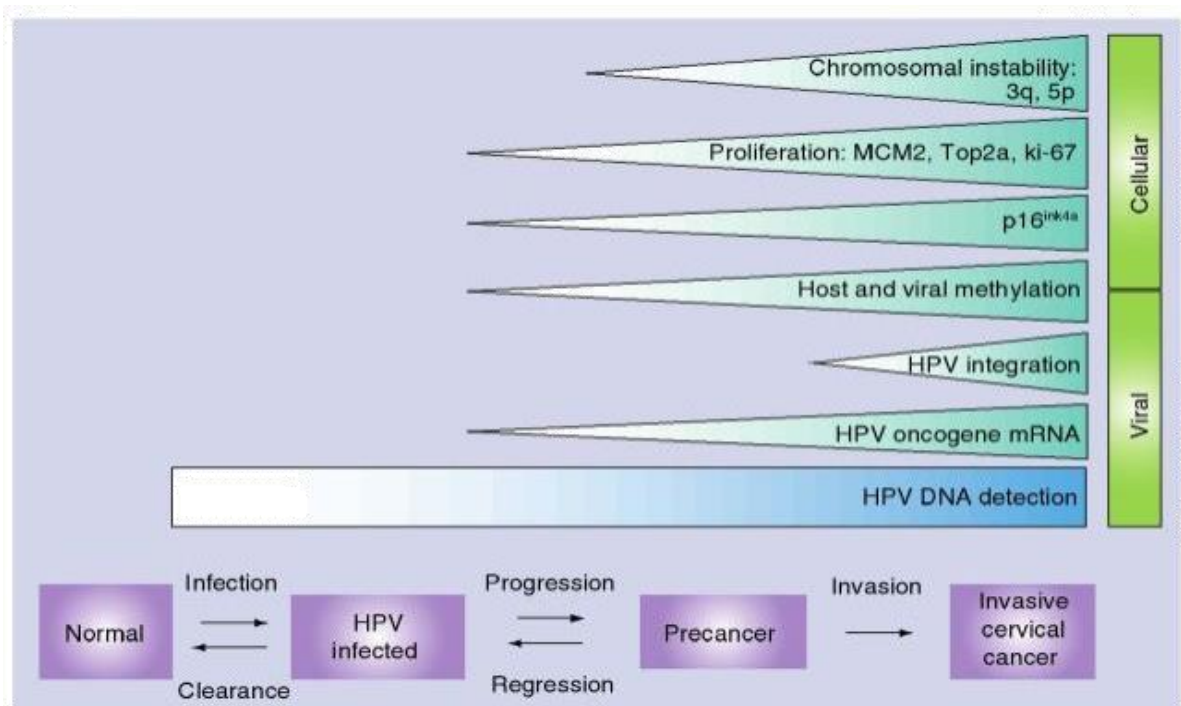 Chromosomal instability:
3q, 5p
Proliferation: MCM2, Top2a, ki-67
p16ink4a
Host and viral methylation
HPV integration
HPV oncogene mRNA
HPV DNA detection
Cellular
Viral
Normal
Infection
Clearance
HPV
infected
Progression
Regression
Precancer
Invasion
Invasive
cervical
cancer